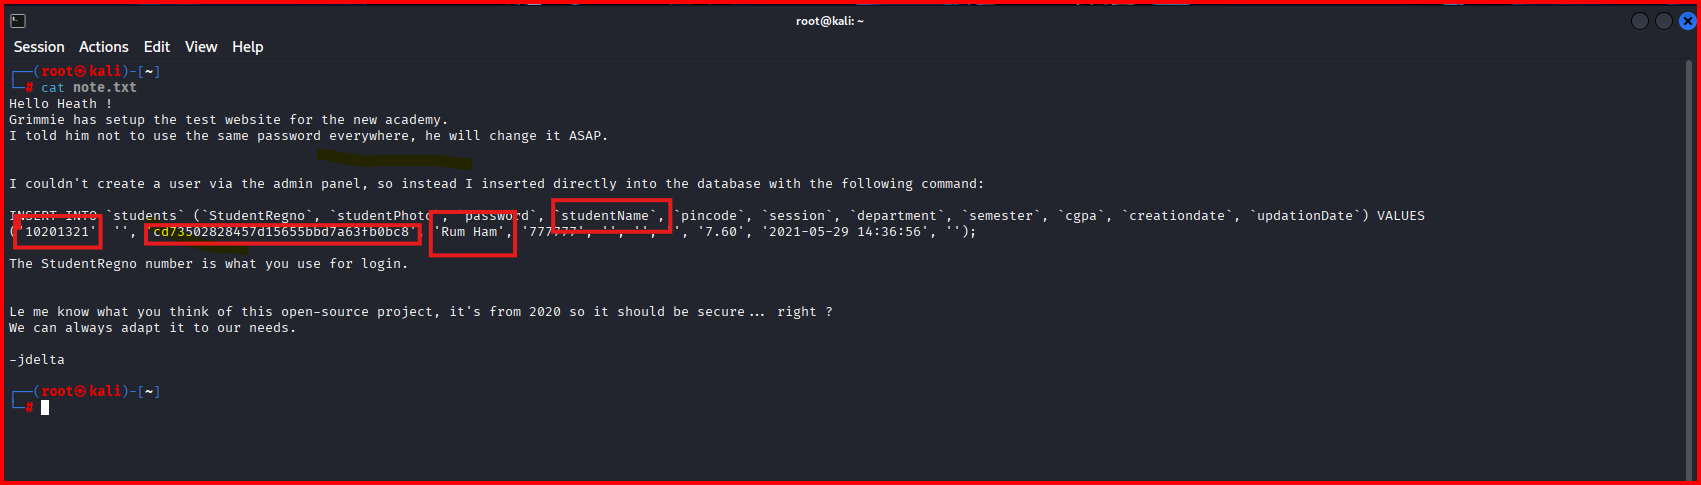 root@kali: ~
Session Actions Edit View Help
┌──(root㉿kali)-[~]
└─# cat note.txt
Hello Heath !
Grimmie has setup the test website for the new academy.
I told him not to use the same password everywhere, he will change it ASAP.
I couldn't create a user via the admin panel, so instead I inserted directly into the database with the following command:
INSERT INTO `students` (`StudentRegno`, `studentPhoto`, `password`, `studentName`, `pincode`, `session`, `department`, `semester`, `cgpa`, `creationdate`, `updationDate`) VALUES
('10201321', '', 'cd73502828457d15655bbd7a63fb0bc8', 'Rum Ham', '777777', '', '', '', '7.60', '2021-05-29 14:36:56', '');
The StudentRegno number is what you use for login.
Le me know what you think of this open-source project, it's from 2020 so it should be secure... right ?
We can always adapt it to our needs.
-jdelta
┌──(root㉿kali)-[~]
└─#